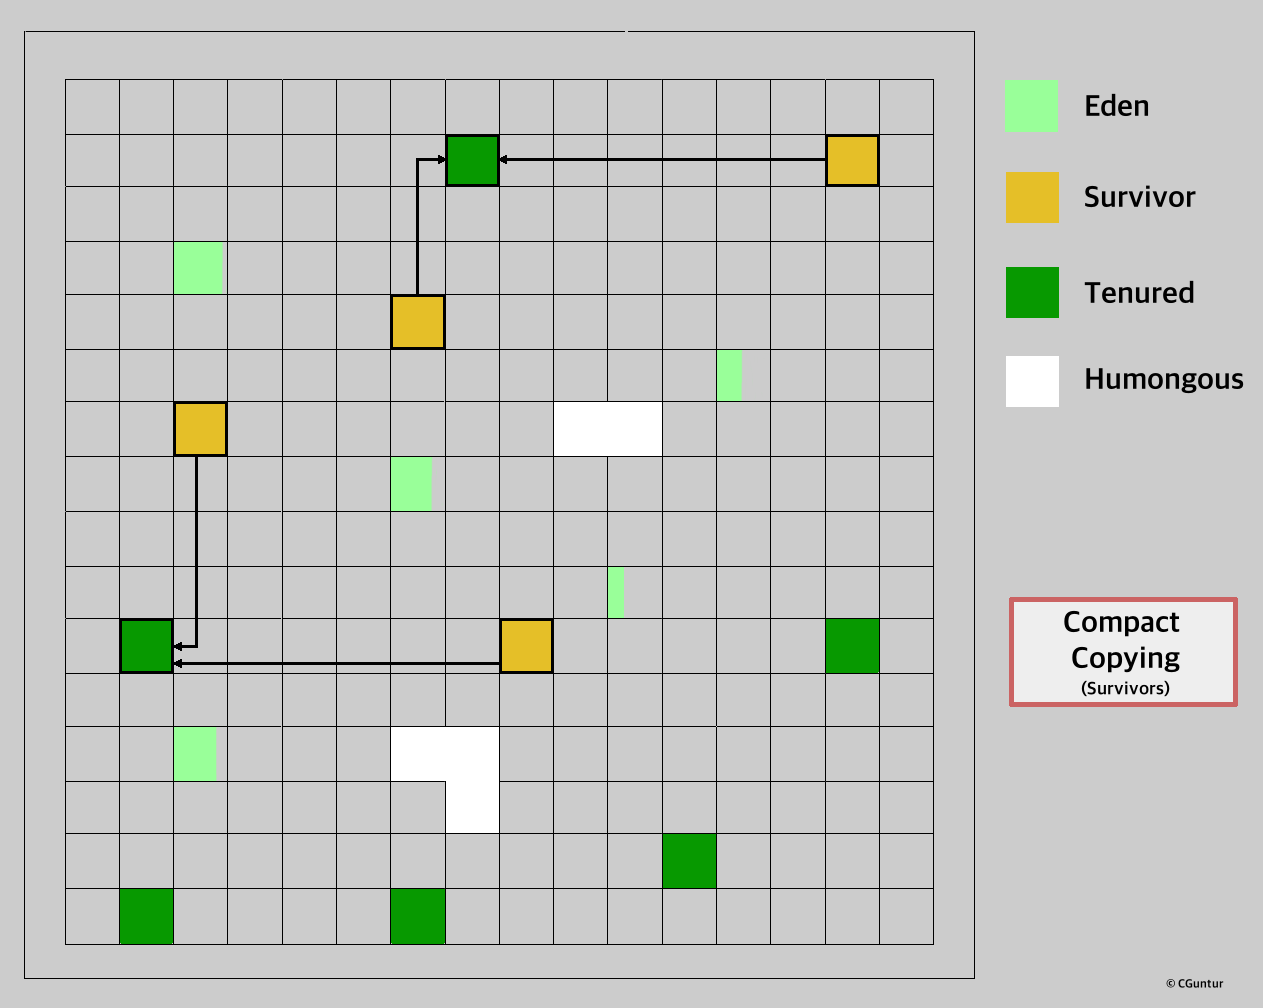 Eden
Survivor
Tenured
Humongous
Compact
Copying
(Survivors)
© CGuntur